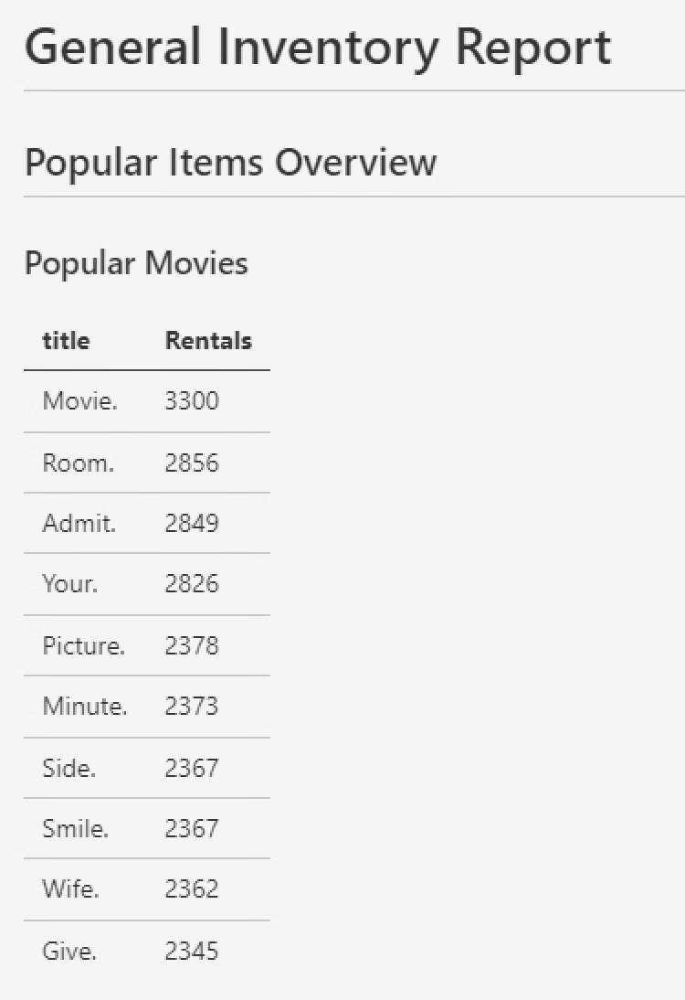 General Inventory Report
Popular Items Overview
Popular Movies
title Rentals
Movie. 3300
Room. 2856
Admit. 2849
Your. 2826
Picture. 2378
Minute. 2373
Side. 2367
Smile. 2367
Wife. 2362
Give. 2345